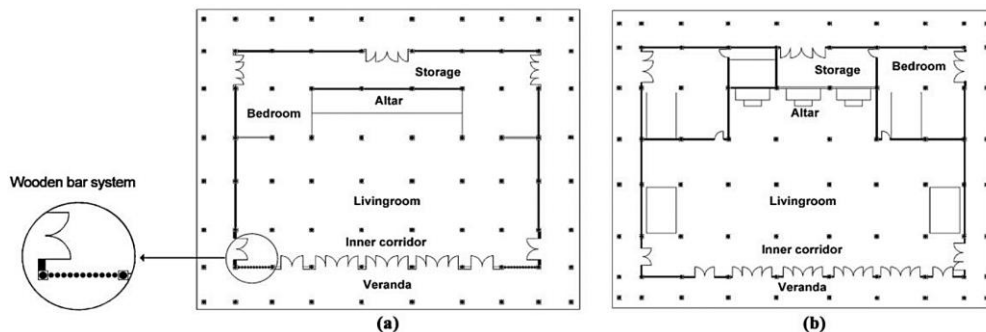 Wooden bar system
Storage
Altar
Bedroom
Livingroom
Inner corridor
Veranda
(a)
Storage
Bedroom
Altar
Livingroom
Inner corridor
Veranda
(b)